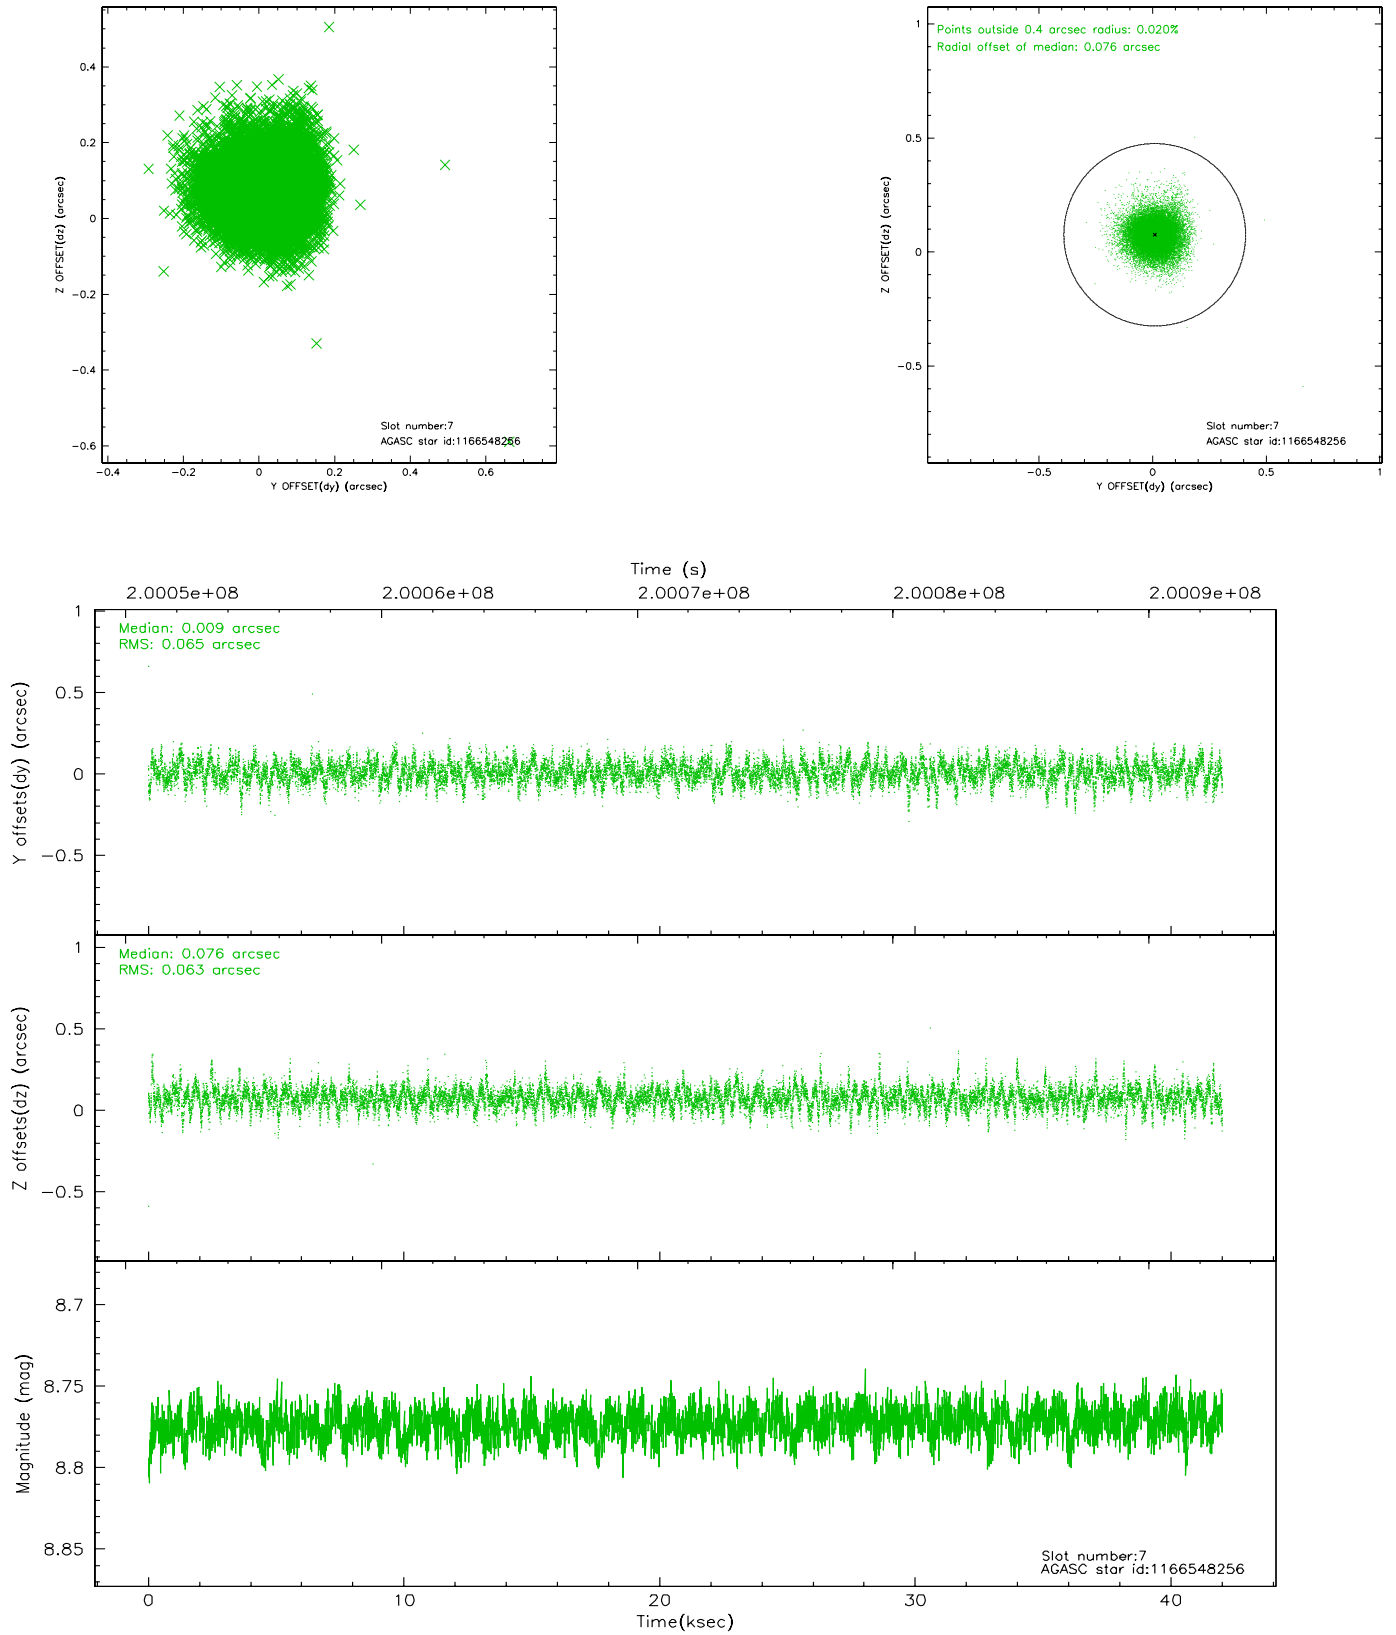 0.4
0.2
0
−0.2
−0.4
−0.6
Z OFFSET(dz) (arcsec)
Slot number:7
AGASC star id:1166548256
−0.4 −0.2 0 0.2 0.4 0.6
Y OFFSET(dy) (arcsec)
Points outside 0.4 arcsec radius: 0.020%
Radial offset of median: 0.076 arcsec
1
0.5
0
−0.5
Z OFFSET(dz) (arcsec)
Slot number:7
AGASC star id:1166548256
−0.5 0 0.5 1
Y OFFSET(dy) (arcsec)
Time (s)
2.0005e+08 2.0006e+08 2.0007e+08 2.0008e+08 2.0009e+08
Median: 0.009 arcsec
RMS: 0.065 arcsec
1
0.5
0
−0.5
Y offsets(dy) (arcsec)
Median: 0.076 arcsec
RMS: 0.063 arcsec
1
0.5
0
−0.5
Z offsets(dz) (arcsec)
8.7
8.75
8.8
8.85
Magnitude (mag)
Slot number:7
AGASC star id:1166548256
0 10 20 30 40
Time(ksec)